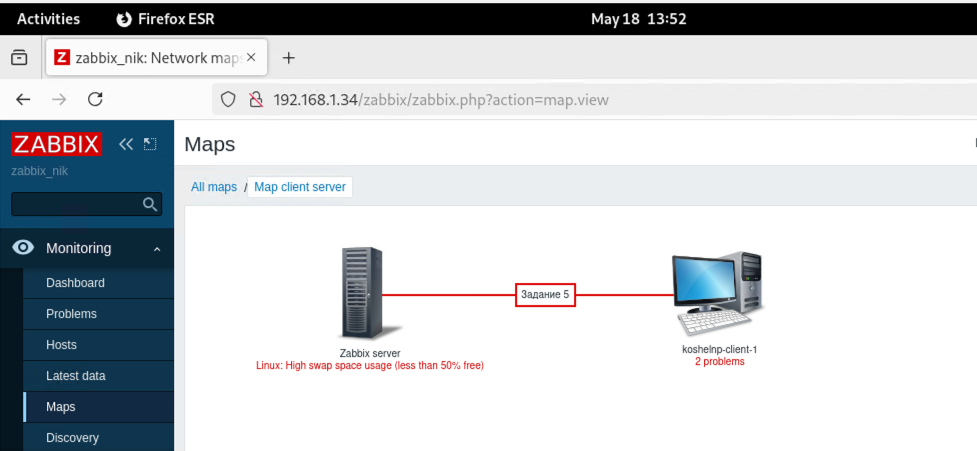 Activities Firefox ESR May 18 13:52
Z zabbix_nik: Network maps
192.168.1.34/zabbix/zabbix.php?action=map.view
ZABBIX
zabbix_nik
Maps
All maps / Map client server
Monitoring
Dashboard
Problems
Hosts
Latest data
Maps
Discovery
Задание 5
Zabbix server
Linux: High swap space usage (less than 50% free)
koshelnp-client-1
2 problems